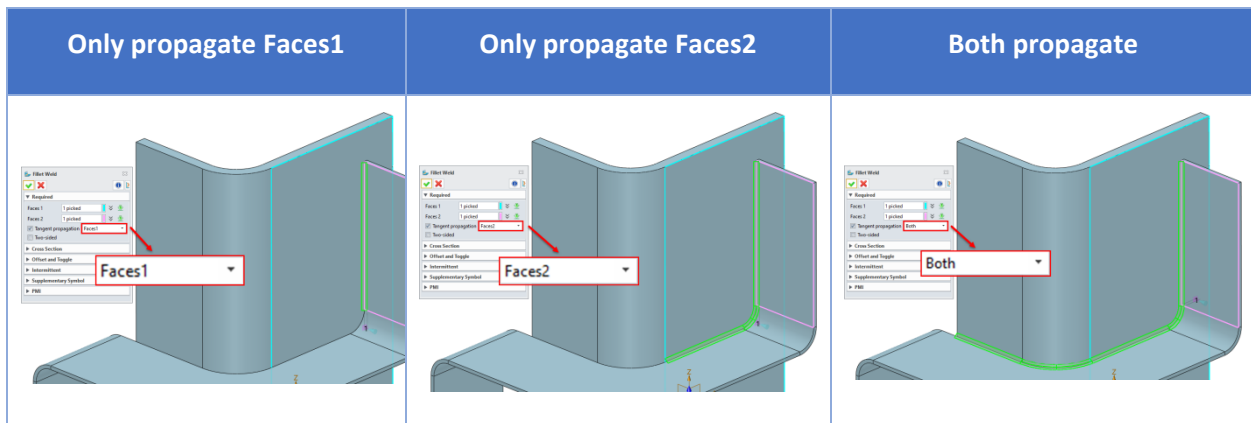 Only propagate Faces1
Only propagate Faces2
Both propagate
Fillet Weld
Required
Faces 1 1 picked
Faces 2 1 picked
Tangent propagation Faces1
Two-sided
Cross Section
Offset and Toggle
Intermittent
Supplementary Symbol
PMI
Faces1
Z
Fillet Weld
Required
Faces 1 1 picked
Faces 2 1 picked
Tangent propagation Faces2
Two-sided
Cross Section
Offset and Toggle
Intermittent
Supplementary Symbol
PMI
Faces2
Z
Fillet Weld
Required
Faces 1 1 picked
Faces 2 1 picked
Tangent propagation Both
Two-sided
Cross Section
Offset and Toggle
Intermittent
Supplementary Symbol
PMI
Both
Z